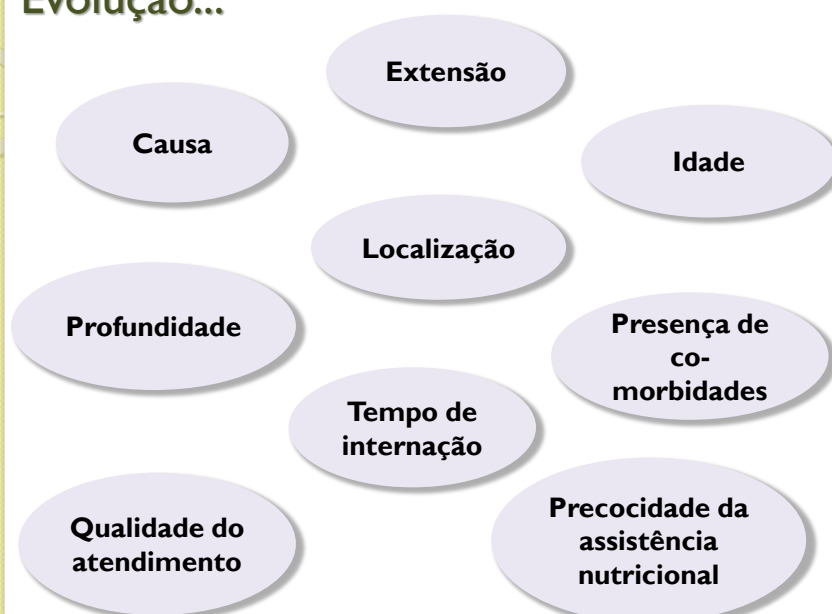 Evolução...
Extensão
Causa
Idade
Localização
Profundidade
Presença de
co-
morbidades
Tempo de
internação
Qualidade do
atendimento
Precocidade da
assistência
nutricional